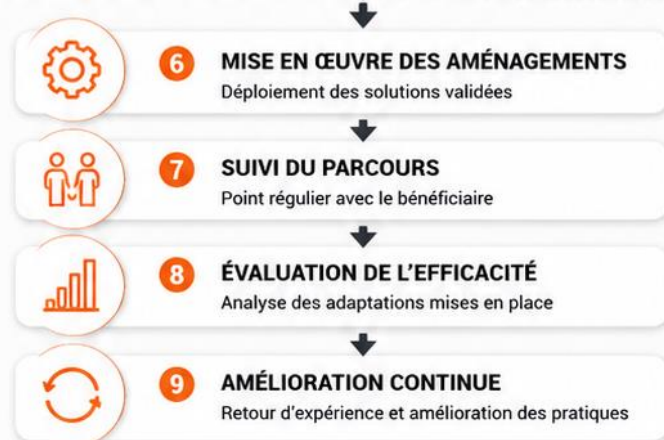 6 MISE EN ŒUVRE DES AMÉNAGEMENTS
Déploiement des solutions validées
7 SUIVI DU PARCOURS
Point régulier avec le bénéficiaire
8 ÉVALUATION DE L’EFFICACITÉ
Analyse des adaptations mises en place
9 AMÉLIORATION CONTINUE
Retour d’expérience et amélioration des pratiques